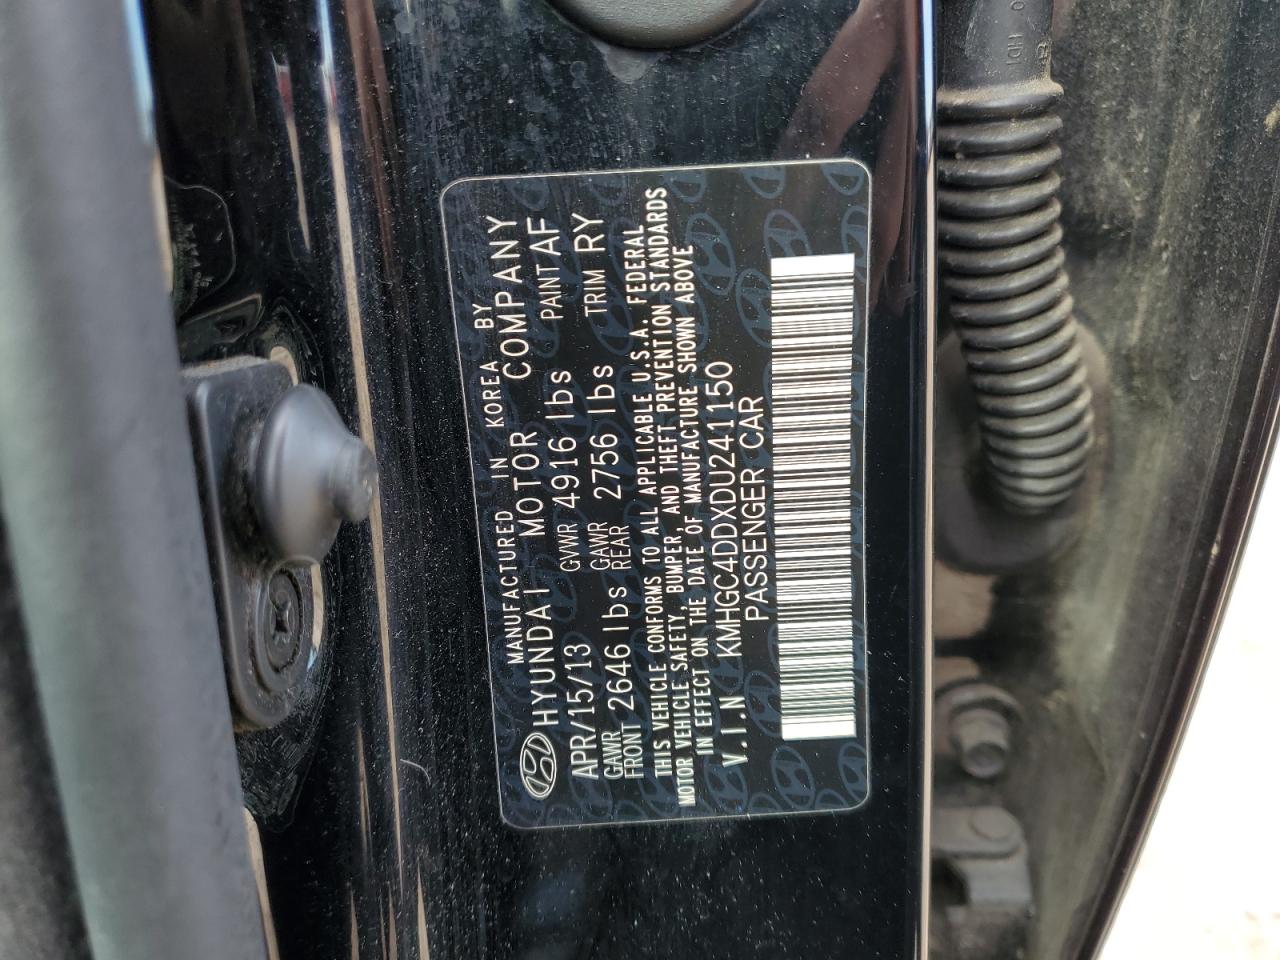 MANUFACTURED IN KOREA BY
HYUNDAI MOTOR COMPANY
APR/15/13 GVWR 4916 lbs PAINT AF
GAWR FRONT 2646 lbs GAWR REAR 2756 lbs TRIM RY
THIS VEHICLE CONFORMS TO ALL APPLICABLE U.S.A. FEDERAL
MOTOR VEHICLE SAFETY, BUMPER, AND THEFT PREVENTION STANDARDS
IN EFFECT ON THE DATE OF MANUFACTURE SHOWN ABOVE
V.I.N KMHGC4DDXDU241150
PASSENGER CAR